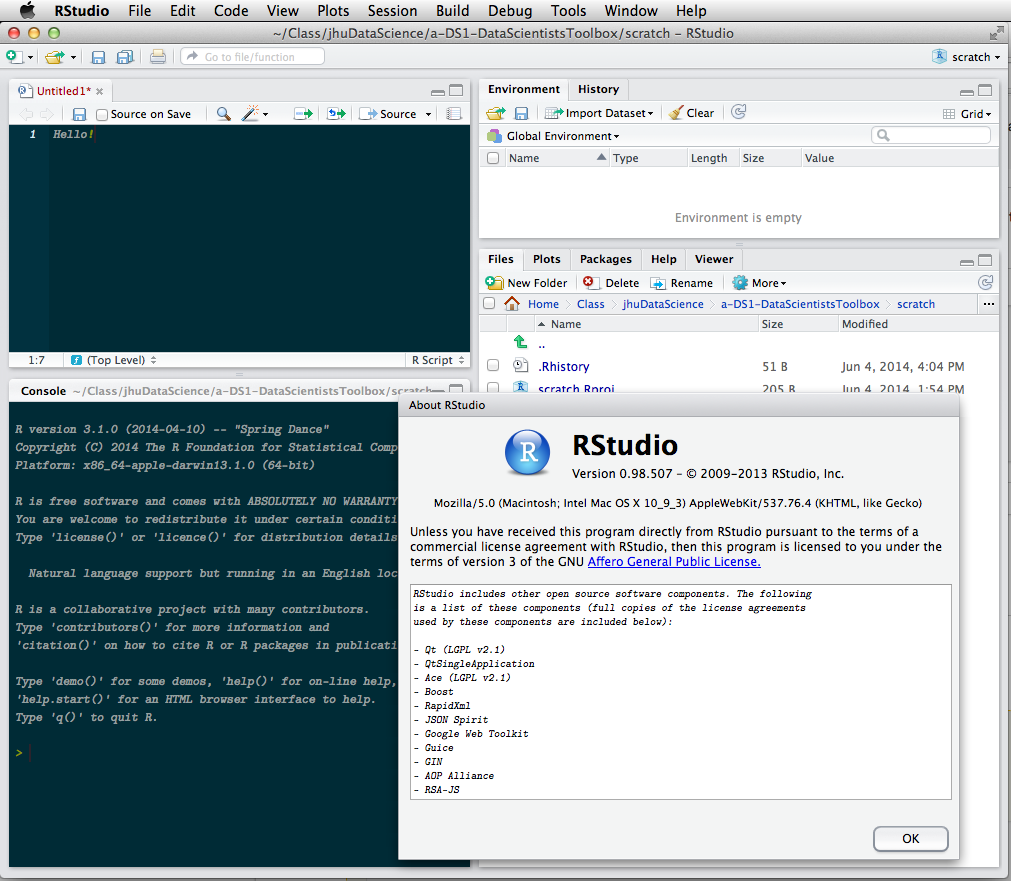 RStudio File Edit Code View Plots Session Build Debug Tools Window Help
~/Class/jhuDataScience/a-DS1-DataScientistsToolbox/scratch – RStudio
Go to file/function
scratch
Untitled1*
Source on Save
Source
1 Hello!
1:7 (Top Level) R Script
Environment History
Import Dataset Clear Grid
Global Environment
Name Type Length Size Value
Environment is empty
Files Plots Packages Help Viewer
New Folder Delete Rename More
Home Class jhuDataScience a-DS1-DataScientistsToolbox scratch ...
Name Size Modified
..
.Rhistory 51 B Jun 4, 2014, 4:04 PM
scratch.Rproj 205 B Jun 4, 2014, 1:54 PM
Console ~/Class/jhuDataScience/a-DS1-DataScientistsToolbox/scratch
R version 3.1.0 (2014-04-10) -- "Spring Dance"
Copyright (C) 2014 The R Foundation for Statistical Comp
Platform: x86_64-apple-darwin13.1.0 (64-bit)
R is free software and comes with ABSOLUTELY NO WARRANTY
You are welcome to redistribute it under certain conditi
Type 'license()' or 'licence()' for distribution details
Natural language support but running in an English loc
R is a collaborative project with many contributors.
Type 'contributors()' for more information and
'citation()' on how to cite R or R packages in publicati
Type 'demo()' for some demos, 'help()' for on-line help,
'help.start()' for an HTML browser interface to help.
Type 'q()' to quit R.
>
About RStudio
R
RStudio
Version 0.98.507 – © 2009-2013 RStudio, Inc.
Mozilla/5.0 (Macintosh; Intel Mac OS X 10_9_3) AppleWebKit/537.76.4 (KHTML, like Gecko)
Unless you have received this program directly from RStudio pursuant to the terms of a
commercial license agreement with RStudio, then this program is licensed to you under the
terms of version 3 of the GNU Affero General Public License.
RStudio includes other open source software components. The following
is a list of these components (full copies of the license agreements
used by these components are included below):
- Qt (LGPL v2.1)
- QtSingleApplication
- Ace (LGPL v2.1)
- Boost
- RapidXml
- JSON Spirit
- Google Web Toolkit
- Guice
- GIN
- AOP Alliance
- RSA-JS
OK